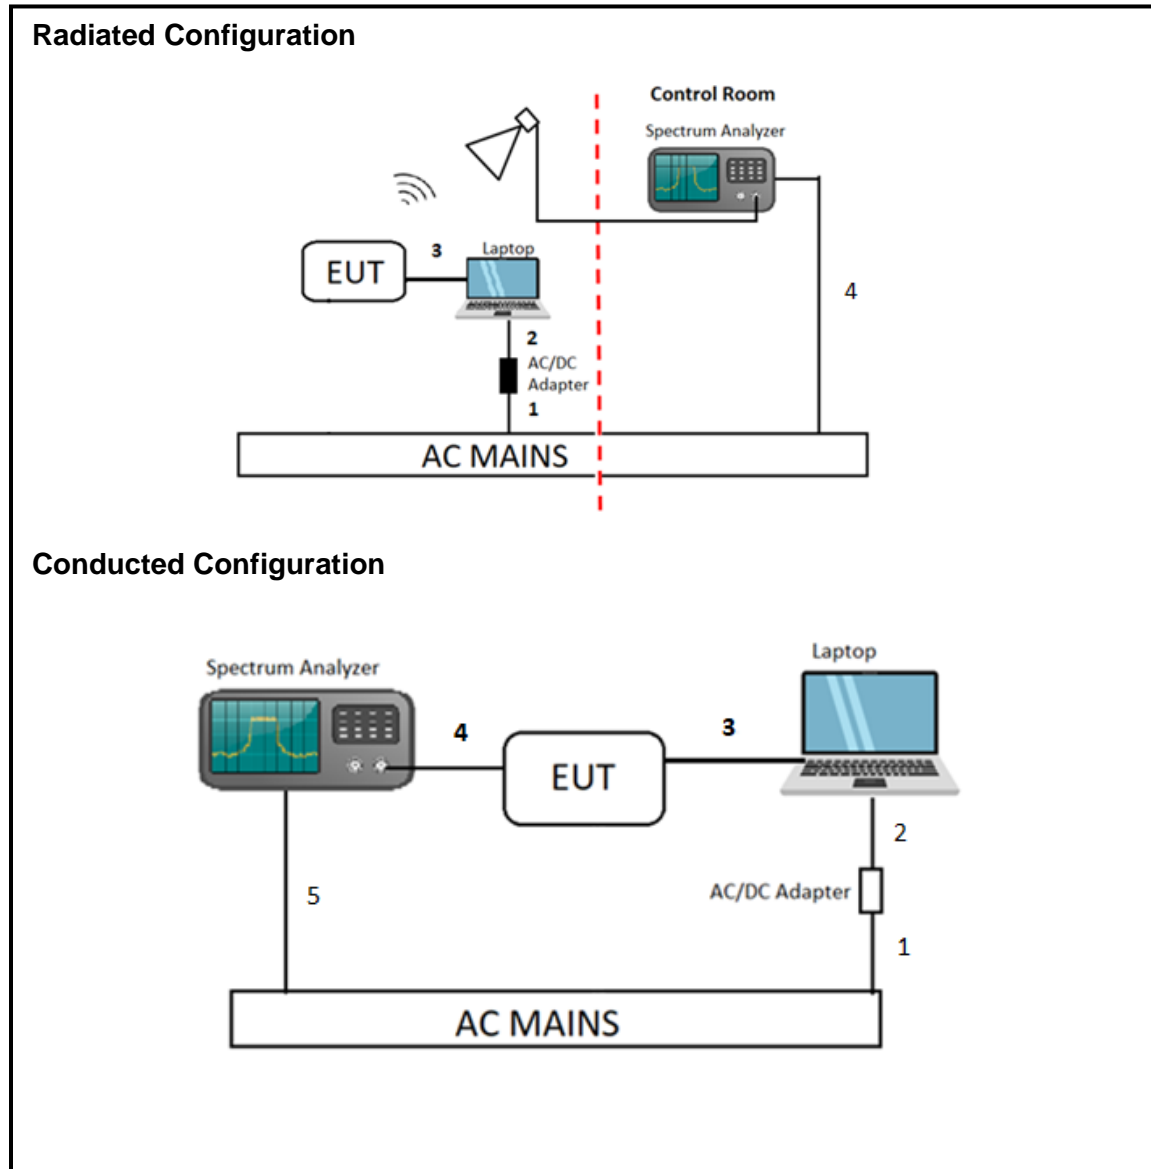 Radiated Configuration
Control Room
Spectrum Analyzer
3
Laptop
EUT
4
2
AC/DC
Adapter
1
AC MAINS
Conducted Configuration
Laptop
Spectrum Analyzer
4
3
EUT
2
AC/DC Adapter
5
1
AC MAINS